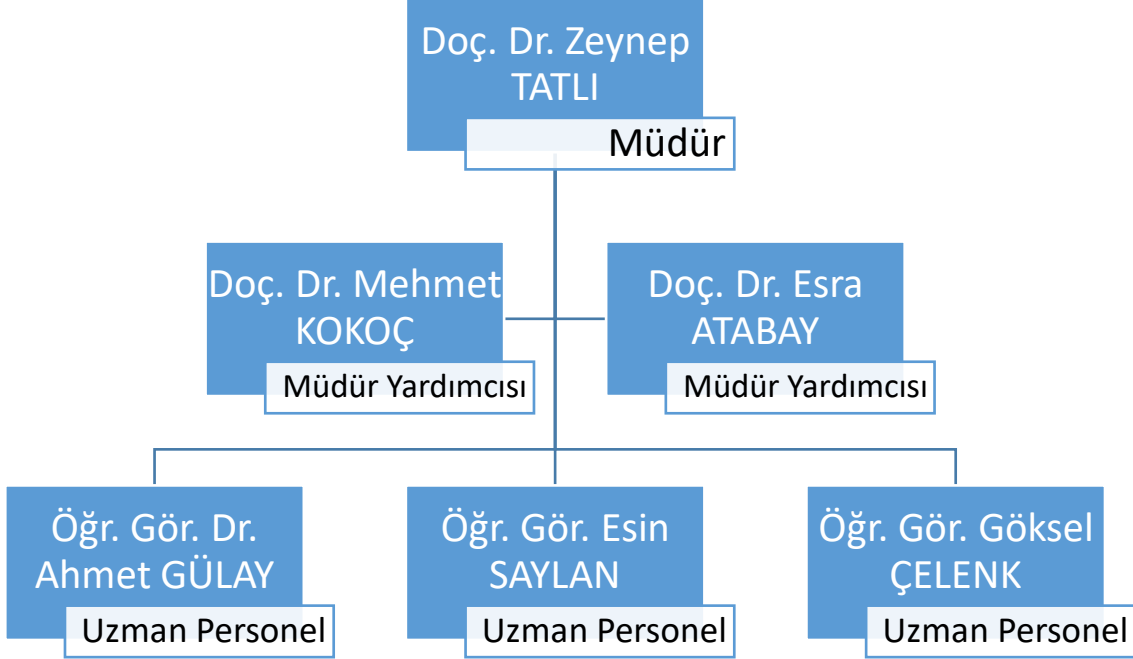 Doç. Dr. Zeynep
TATLI
Müdür
Doç. Dr. Mehmet
KOKOÇ
Müdür Yardımcısı
Doç. Dr. Esra
ATABAY
Müdür Yardımcısı
Öğr. Gör. Dr.
Ahmet GÜLAY
Uzman Personel
Öğr. Gör. Esin
SAYLAN
Uzman Personel
Öğr. Gör. Göksel
ÇELENK
Uzman Personel